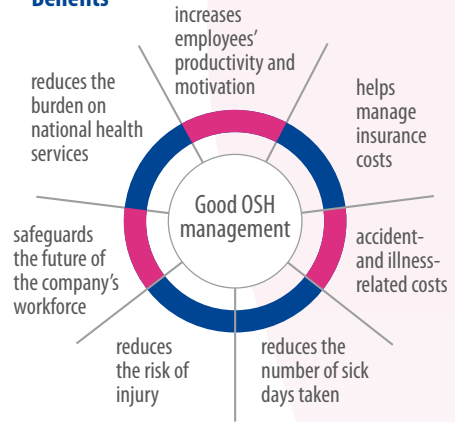 Benefits
increases
employees’
productivity and
motivation
helps
manage
insurance
costs
accident-
and illness-
related costs
reduces the
number of sick
days taken
reduces
the risk of
injury
safeguards
the future of
the company’s
workforce
reduces the
burden on
national health
services
Good OSH
management